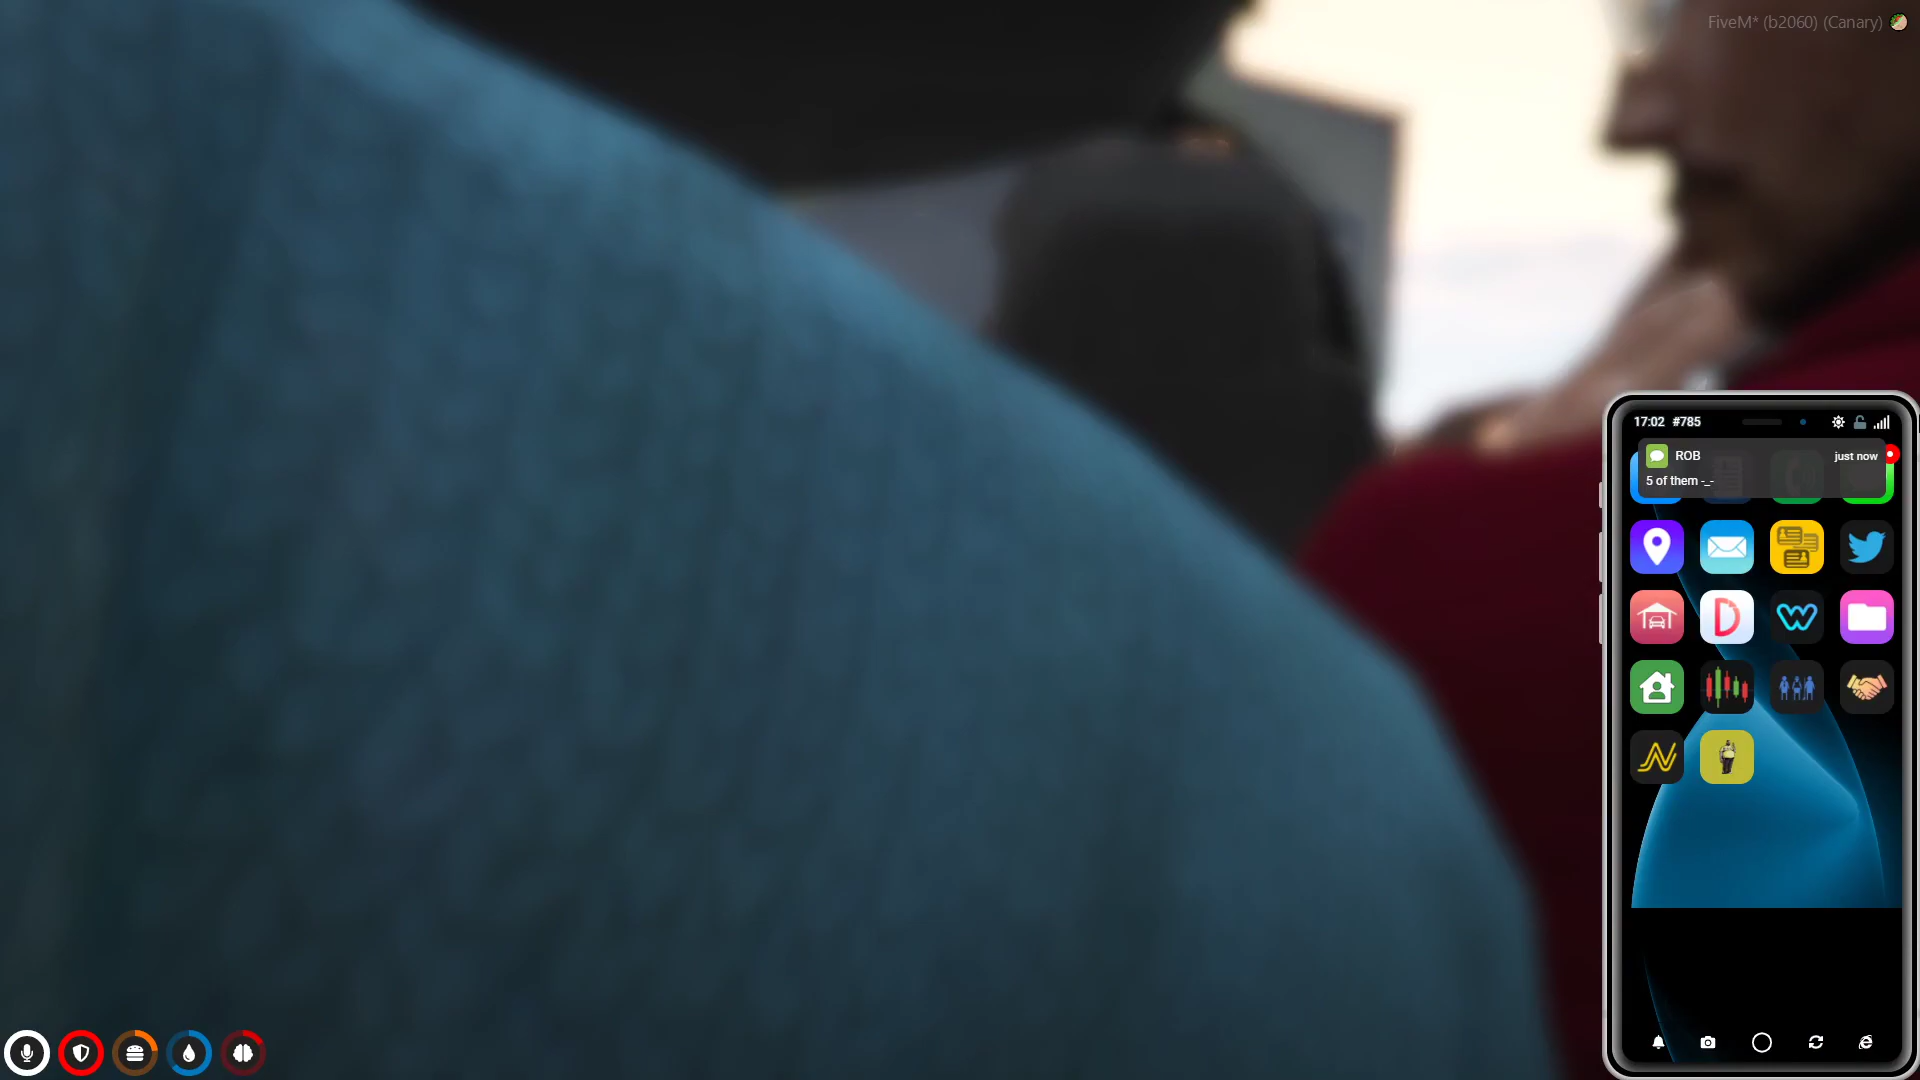 FiveM* (b2060) (Canary)
17:02 #785
ROB
just now
5 of them -_-